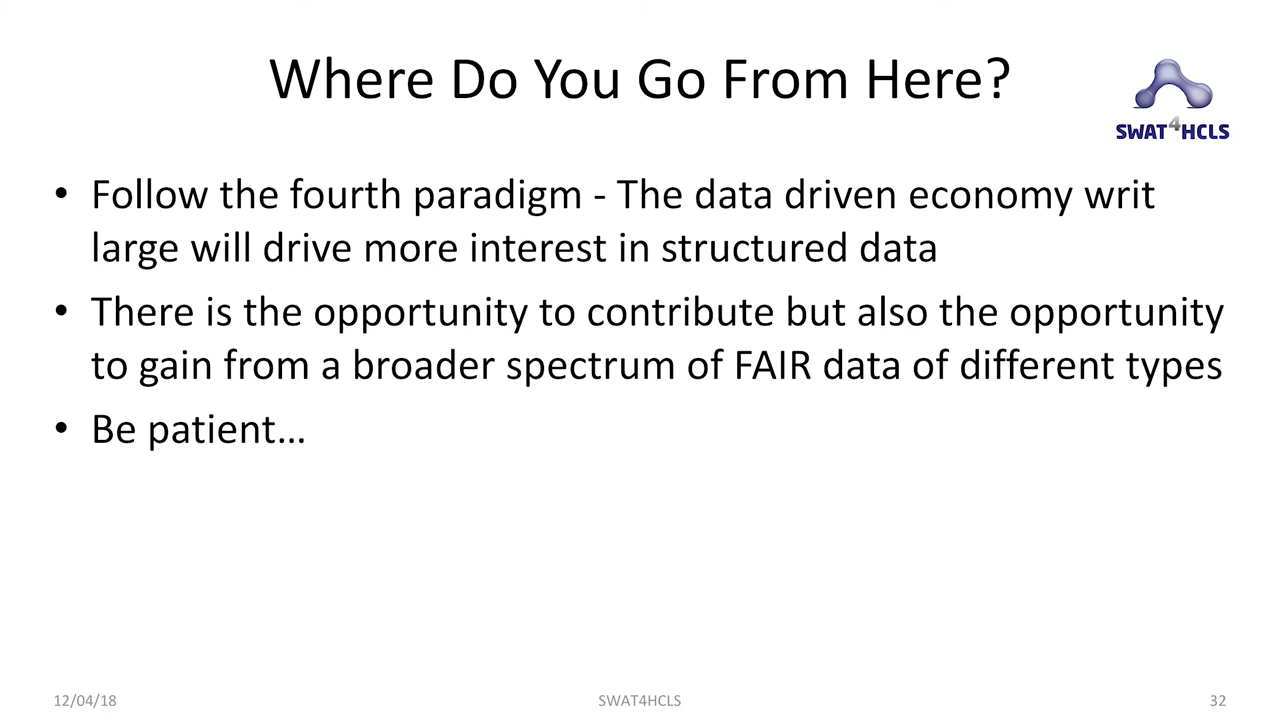 Where Do You Go From Here?
SWAT4HCLS
• Follow the fourth paradigm - The data driven economy writ
large will drive more interest in structured data
• There is the opportunity to contribute but also the opportunity
to gain from a broader spectrum of FAIR data of different types
• Be patient…
12/04/18
SWAT4HCLS
32